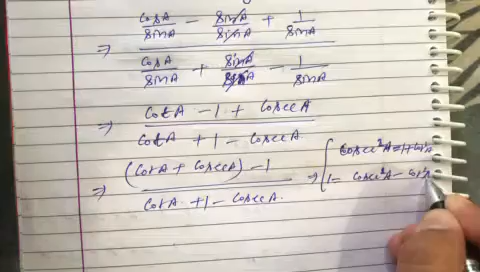 ⇒ (cosA/sinA − sinA/sinA + 1/sinA) / (cosA/sinA + sinA/sinA − 1/sinA)
⇒ (cotA − 1 + cosecA) / (cotA + 1 − cosecA)
⇒ ((cotA + cosecA) − 1) / (cotA + 1 − cosecA.) ⇒ [cosec²A = 1 + cot²A
1 = cosec²A − cot²A